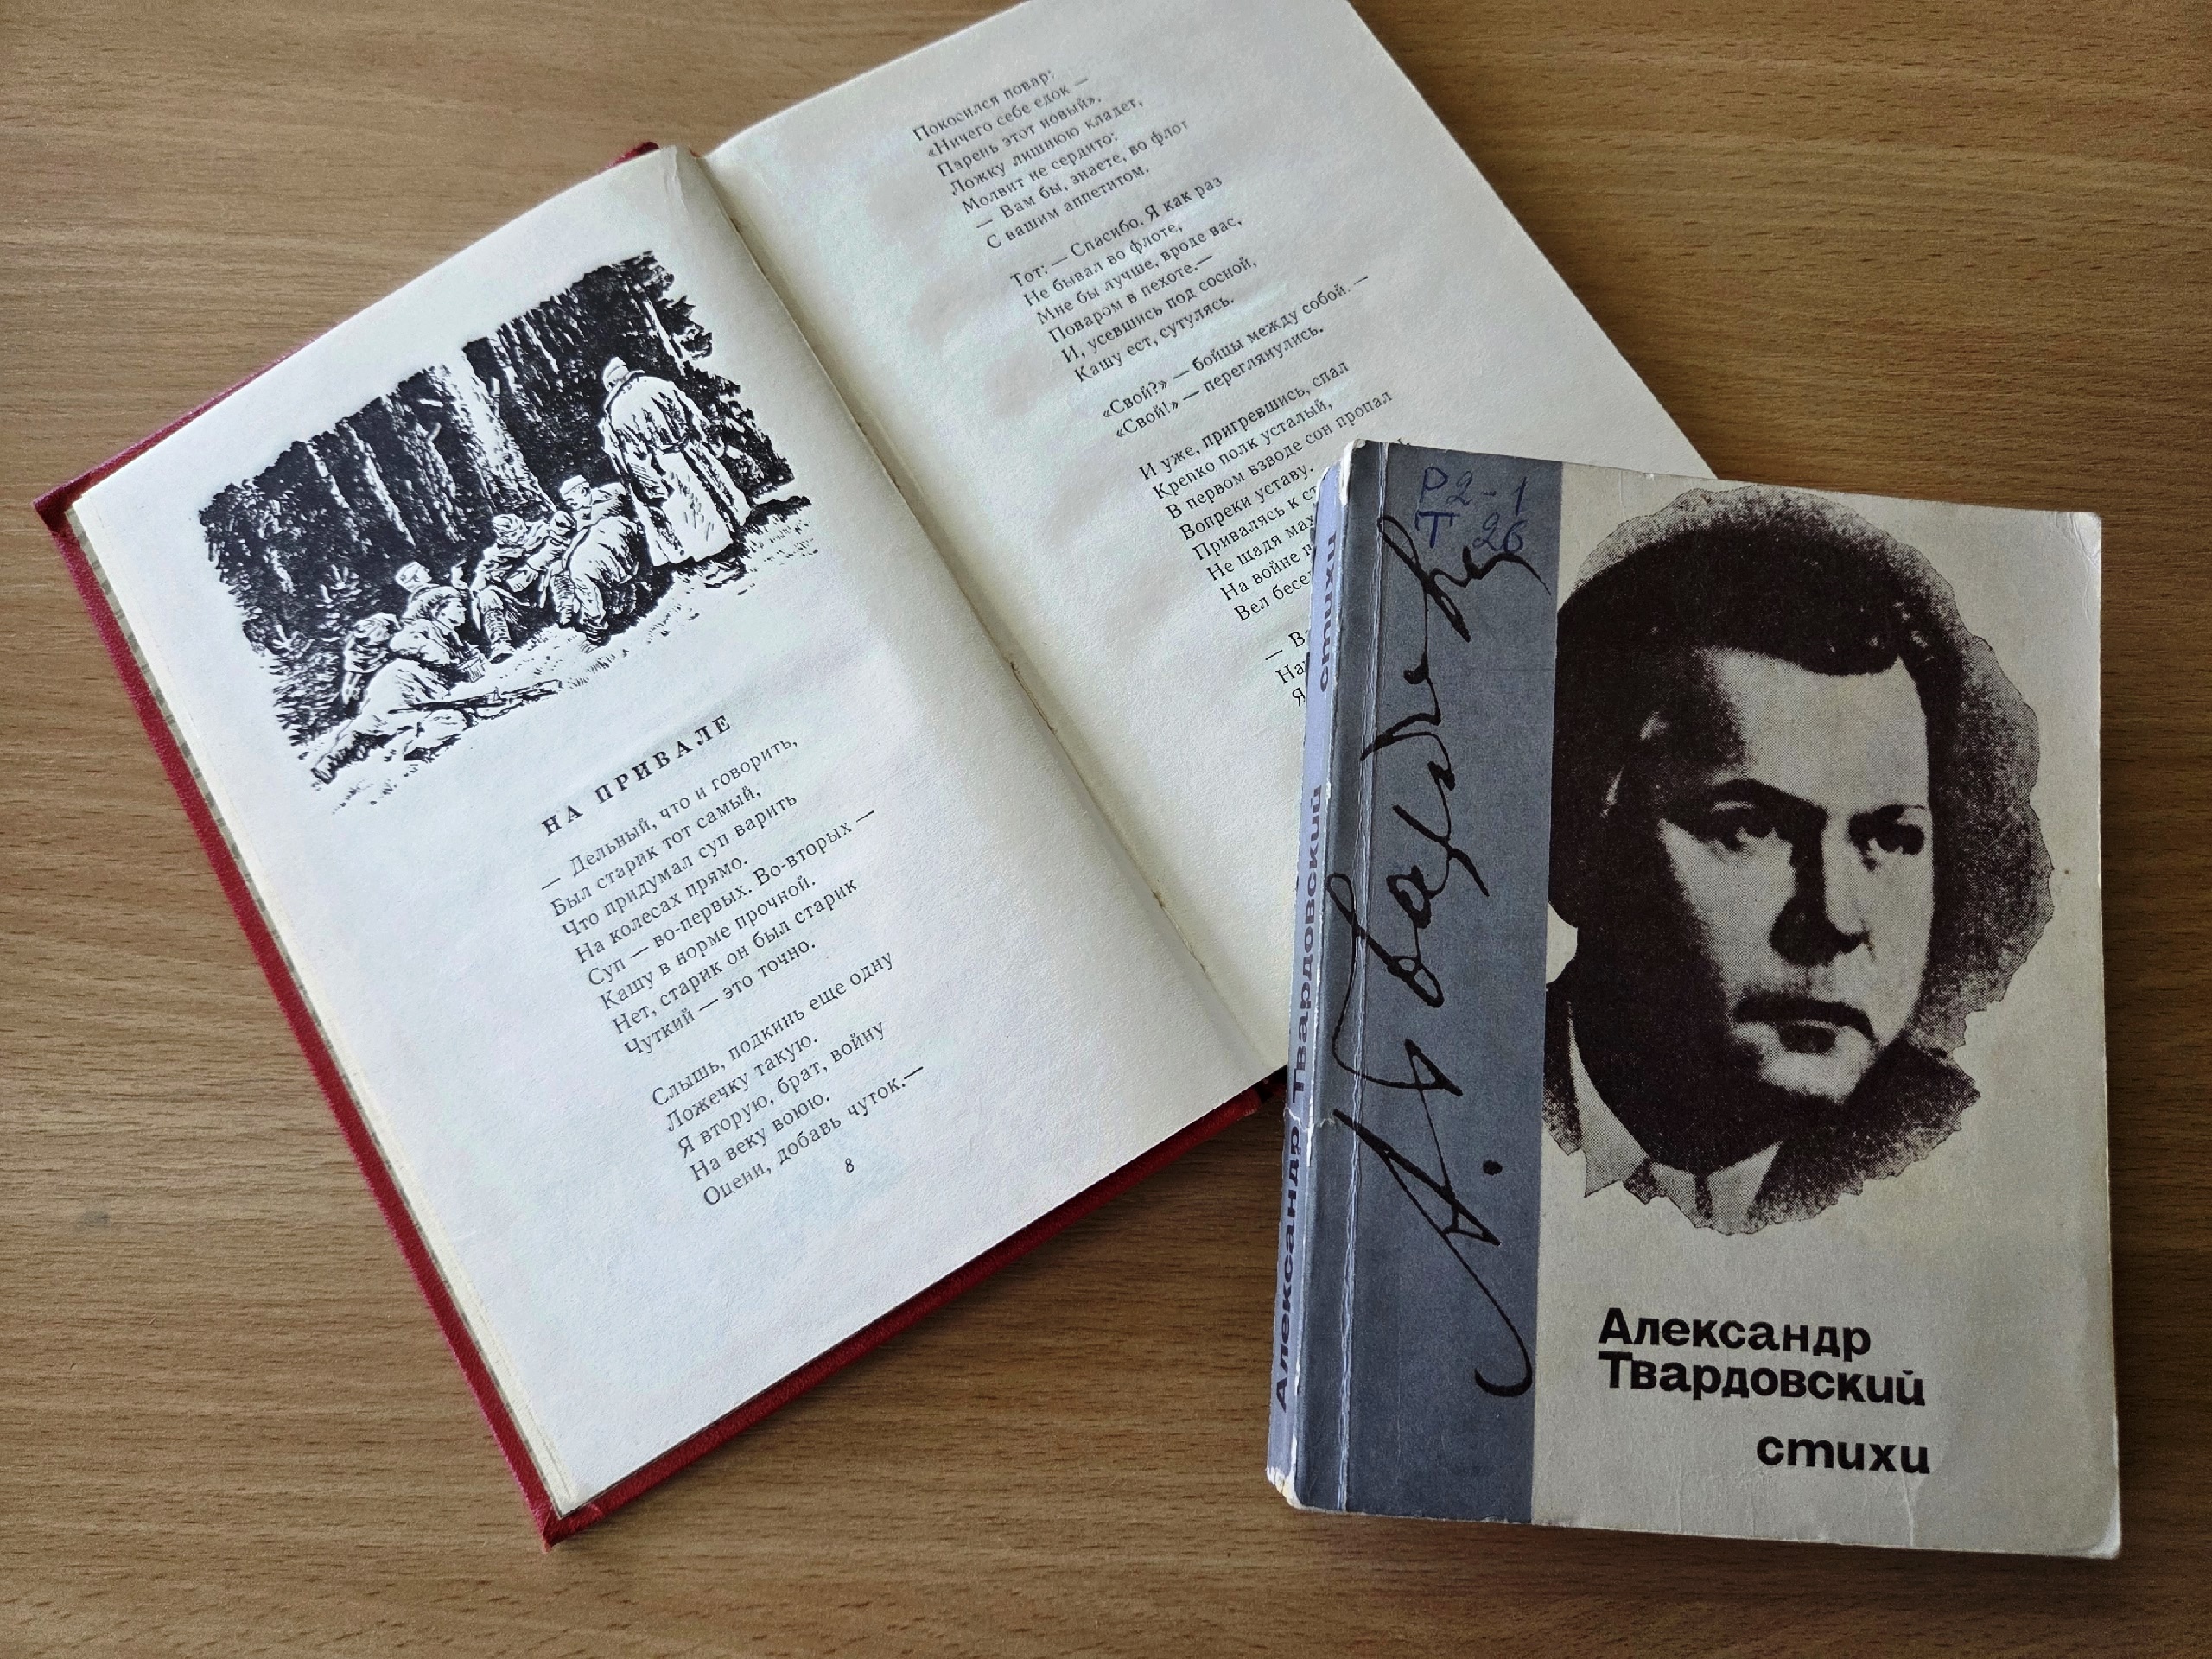 НА ПРИВАЛЕ
— Дельный, что и говорить,
Был старик тот самый,
Что придумал суп варить
На колесах прямо.
Суп — во-первых. Во-вторых —
Кашу в норме прочной.
Нет, старик он был старик
Чуткий — это точно.
Слышь, подкинь еще одну
Ложечку такую.
Я вторую, брат, войну
На веку воюю.
Оцени, добавь чуток.—
8
Покосился повар:
«Ничего себе едок —
Парень этот новый».
Ложку лишнюю кладет,
Молвит не сердито:
— Вам бы, знаете, во флот
С вашим аппетитом.
Тот: — Спасибо. Я как раз
Не бывал во флоте,
Мне бы лучше, вроде вас,
Поваром в пехоте.—
И, усевшись под сосной,
Кашу ест, сутулясь.
«Свой?» — бойцы между собой. —
«Свой!» — переглянулись.
И уже, пригревшись, спал
Крепко полк усталый,
В первом взводе сон пропал
Вопреки уставу.
Привалясь к
Не щадя
На войне
Вел
—
Я
Александр Твардовский стихи
Р2-1
Т 26
А. Твардовский
Александр
Твардовский
стихи